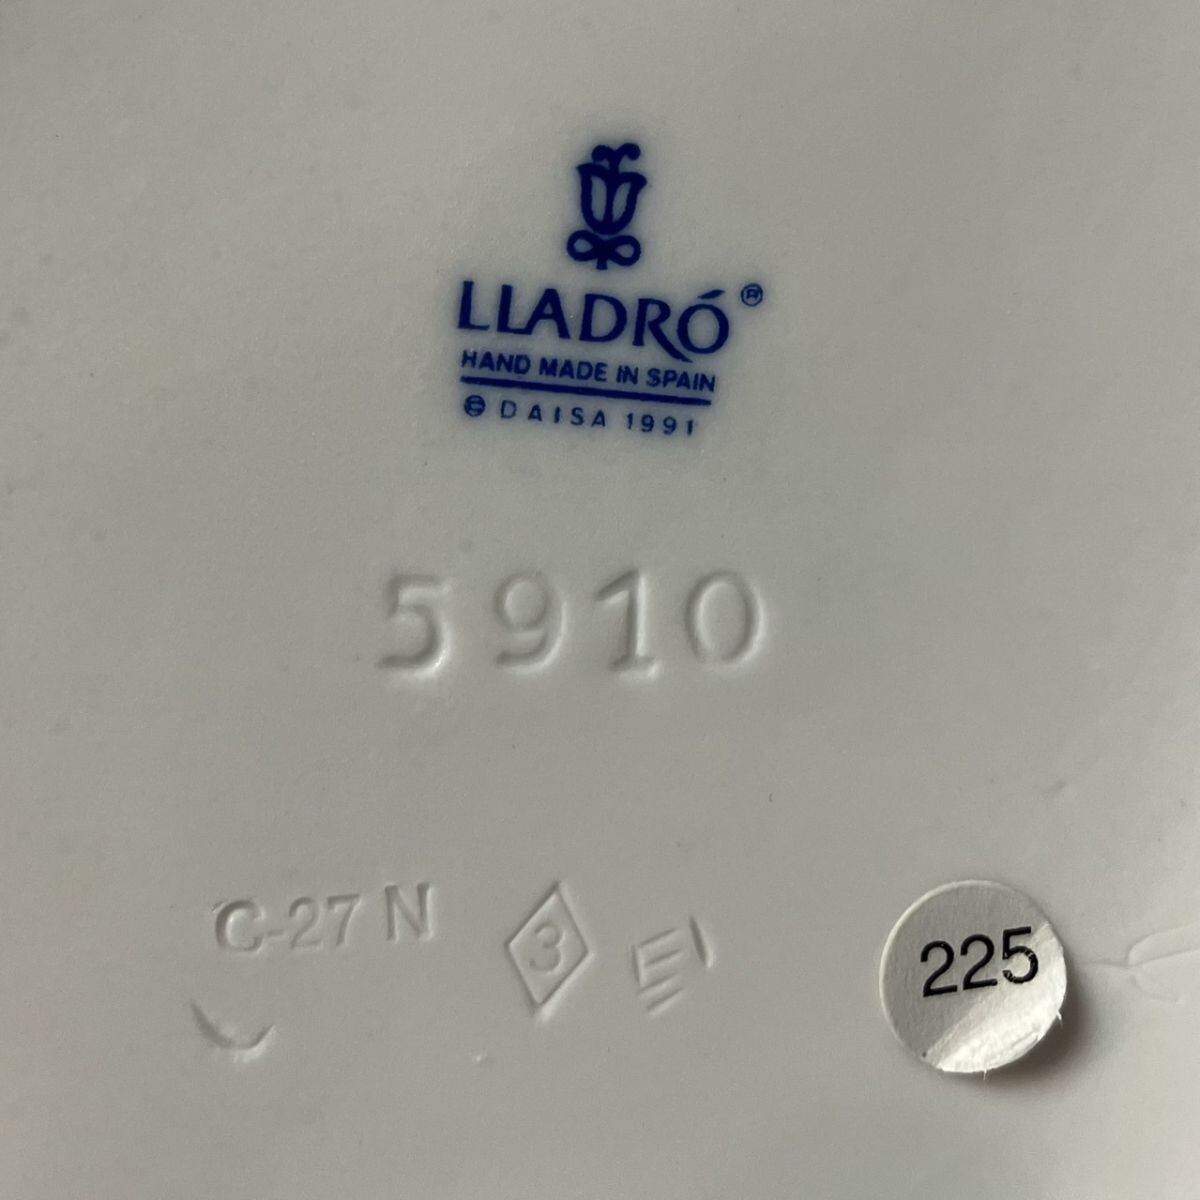 LLADRÓ®
HAND MADE IN SPAIN
© DAISA 1991
5910
C-27 N
3
225